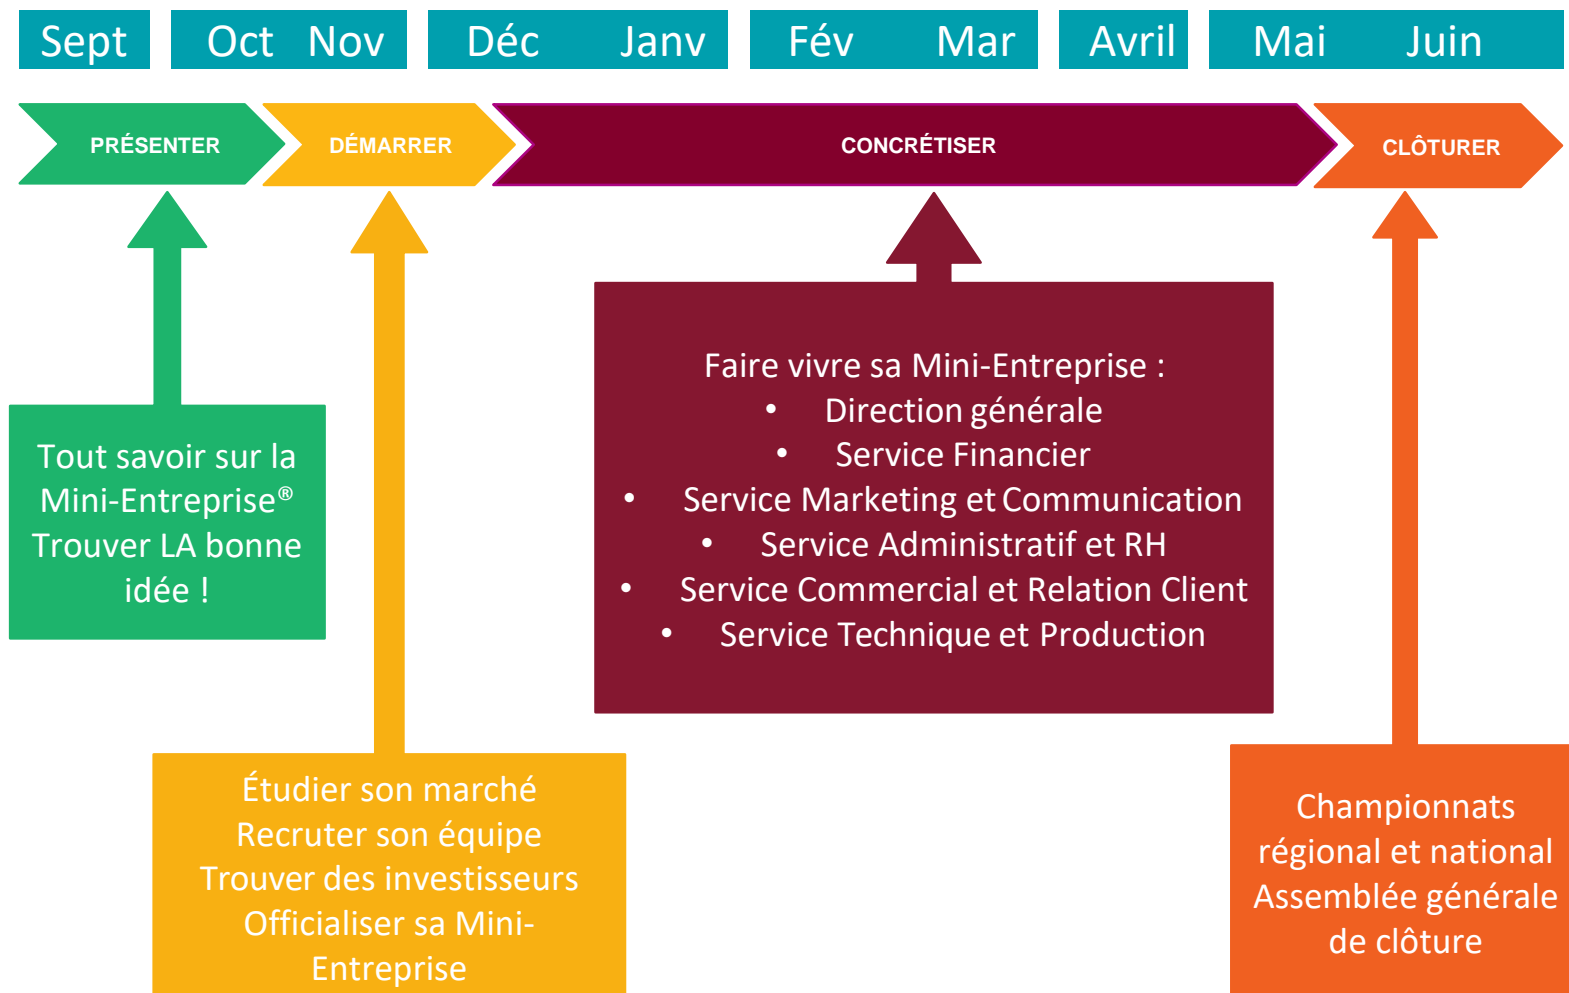 Sept Oct Nov Déc Janv Fév Mar Avril Mai Juin
PRÉSENTER DÉMARRER CONCRÉTISER CLÔTURER
Tout savoir sur la
Mini-Entreprise®
Trouver LA bonne
idée !
Étudier son marché
Recruter son équipe
Trouver des investisseurs
Officialiser sa Mini-
Entreprise
Faire vivre sa Mini-Entreprise :
• Direction générale
• Service Financier
• Service Marketing et Communication
• Service Administratif et RH
• Service Commercial et Relation Client
• Service Technique et Production
Championnats
régional et national
Assemblée générale
de clôture